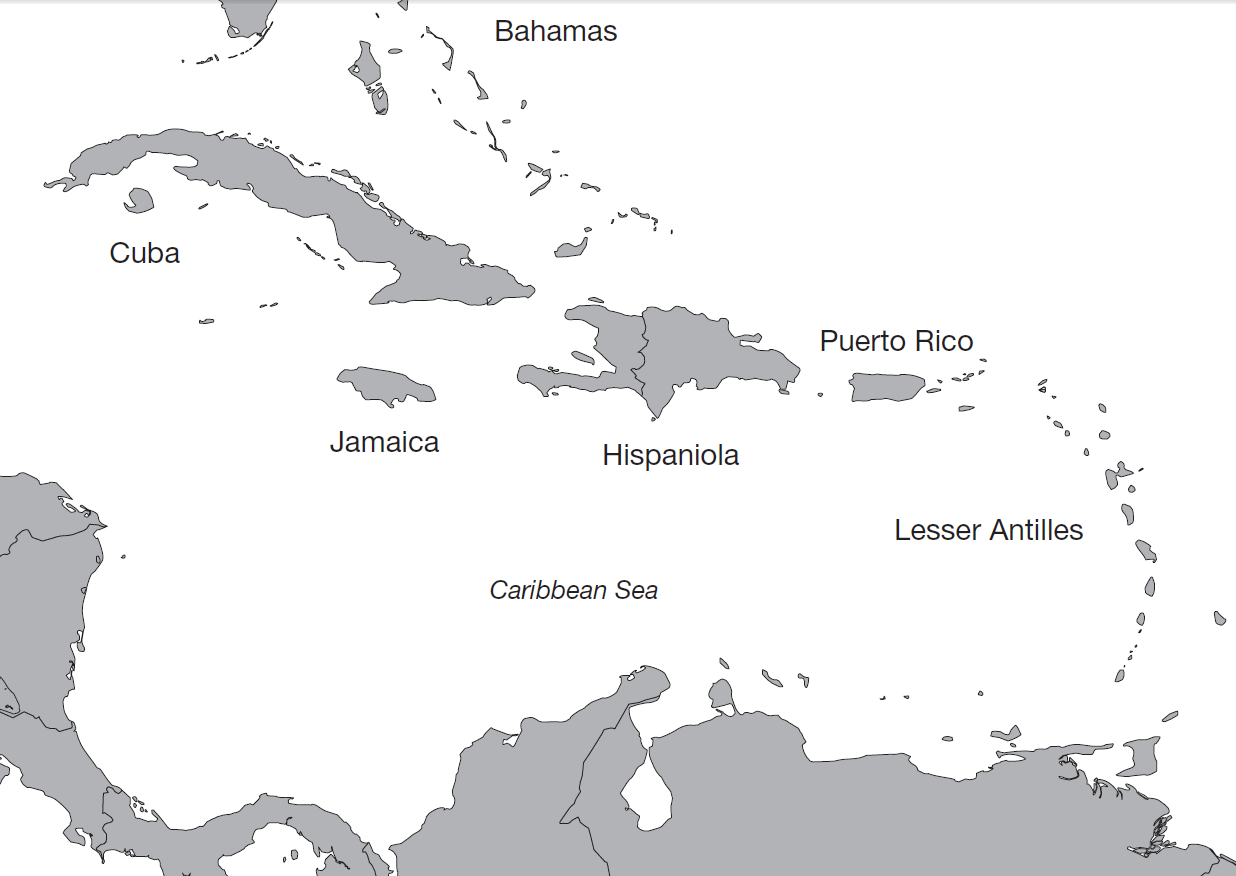 Bahamas
Cuba
Puerto Rico
Jamaica
Hispaniola
Lesser Antilles
Caribbean Sea